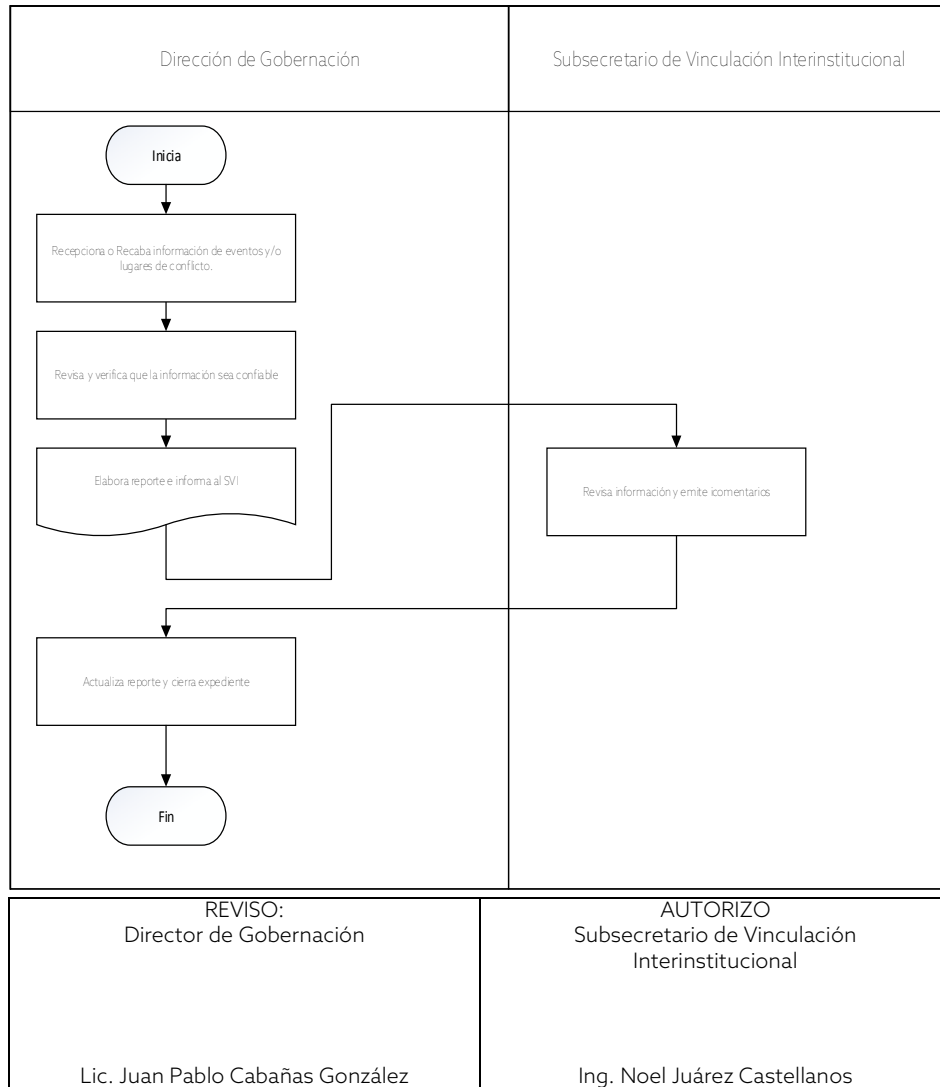 Dirección de Gobernación
Subsecretario de Vinculación Interinstitucional
Inicia
Recepciona o Recaba información de eventos y/o
lugares de conflicto.
Revisa y verifica que la información sea confiable
Elabora reporte e informa al SVI
Revisa información y emite icomentarios
Actualiza reporte y cierra expediente
Fin
REVISO:
Director de Gobernación
Lic. Juan Pablo Cabañas González
AUTORIZO
Subsecretario de Vinculación
Interinstitucional
Ing. Noel Juárez Castellanos